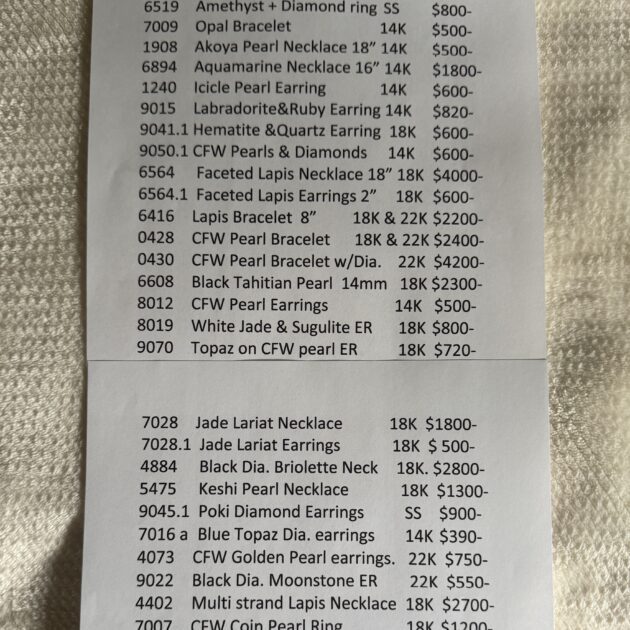 6519 Amethyst + Diamond ring SS $800-
7009 Opal Bracelet 14K $500-
1908 Akoya Pearl Necklace 18” 14K $500-
6894 Aquamarine Necklace 16” 14K $1800-
1240 Icicle Pearl Earring 14K $600-
9015 Labradorite&Ruby Earring 14K $820-
9041.1 Hematite &Quartz Earring 18K $600-
9050.1 CFW Pearls & Diamonds 14K $600-
6564 Faceted Lapis Necklace 18” 18K $4000-
6564.1 Faceted Lapis Earrings 2” 18K $600-
6416 Lapis Bracelet 8” 18K & 22K $2200-
0428 CFW Pearl Bracelet 18K & 22K $2400-
0430 CFW Pearl Bracelet w/Dia. 22K $4200-
6608 Black Tahitian Pearl 14mm 18K $2300-
8012 CFW Pearl Earrings 14K $500-
8019 White Jade & Sugulite ER 18K $800-
9070 Topaz on CFW pearl ER 18K $720-
7028 Jade Lariat Necklace 18K $1800-
7028.1 Jade Lariat Earrings 18K $ 500-
4884 Black Dia. Briolette Neck 18K. $2800-
5475 Keshi Pearl Necklace 18K $1300-
9045.1 Poki Diamond Earrings SS $900-
7016 a Blue Topaz Dia. earrings 14K $390-
4073 CFW Golden Pearl earrings. 22K $750-
9022 Black Dia. Moonstone ER 22K $550-
4402 Multi strand Lapis Necklace 18K $2700-
7007 CFW Coin Pearl Ring 18K $1200-